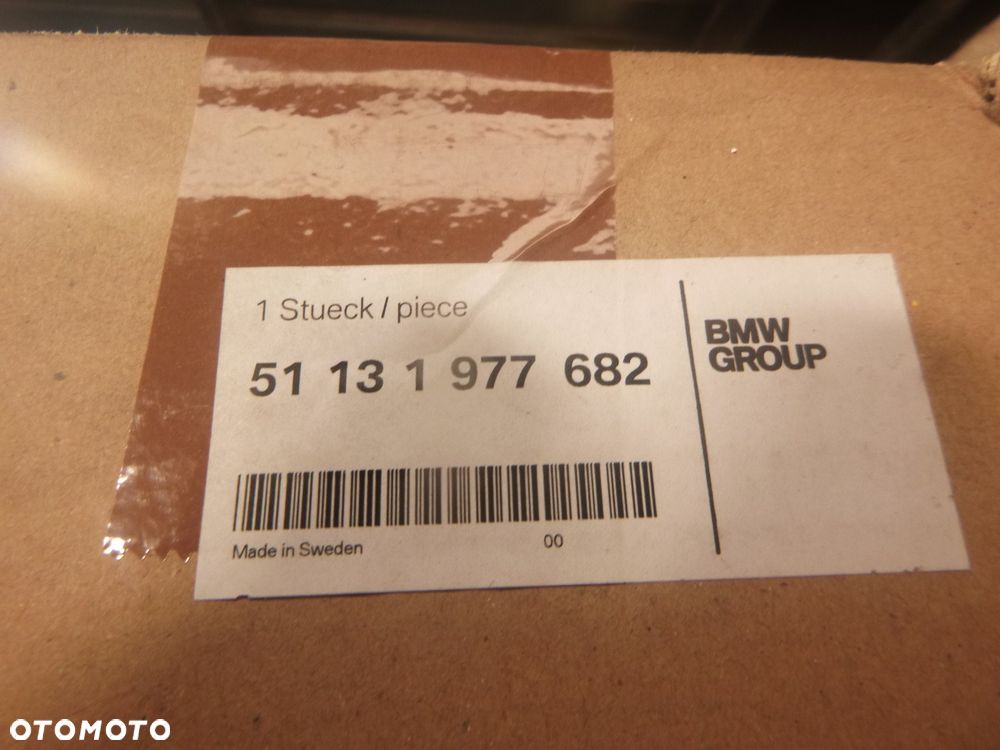 1 Stueck / piece
51 13 1 977 682
BMW
GROUP
Made in Sweden
00
OTOMOTO